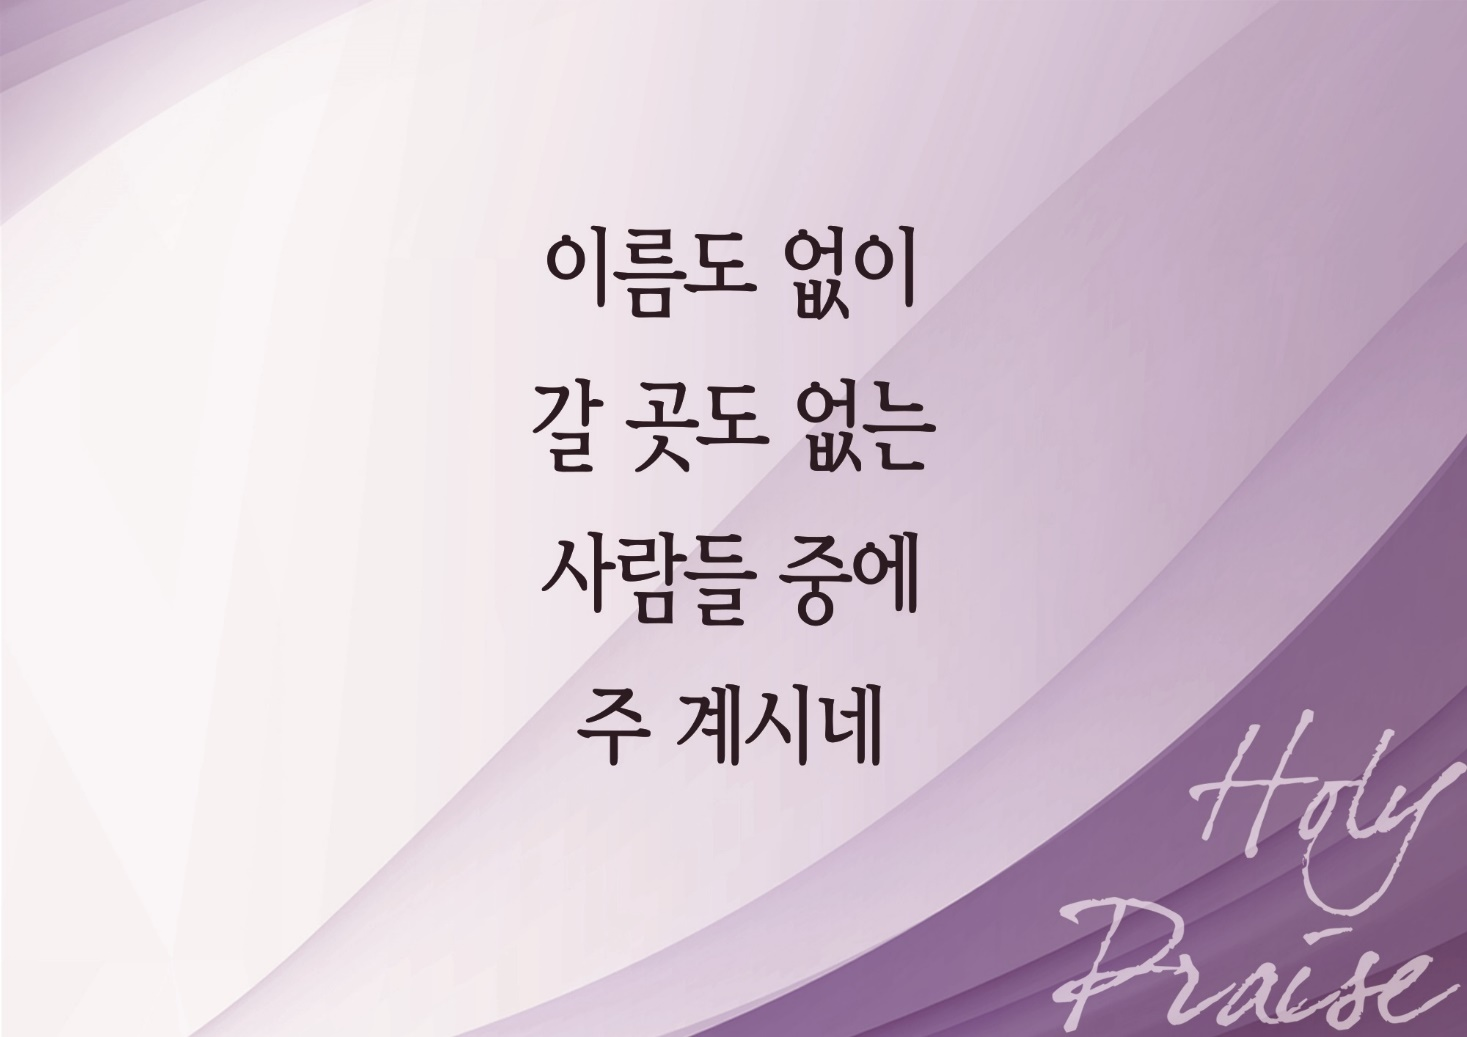 이름도 없이
갈 곳도 없는
사람들 중에
주 계시네
Holy
Praise